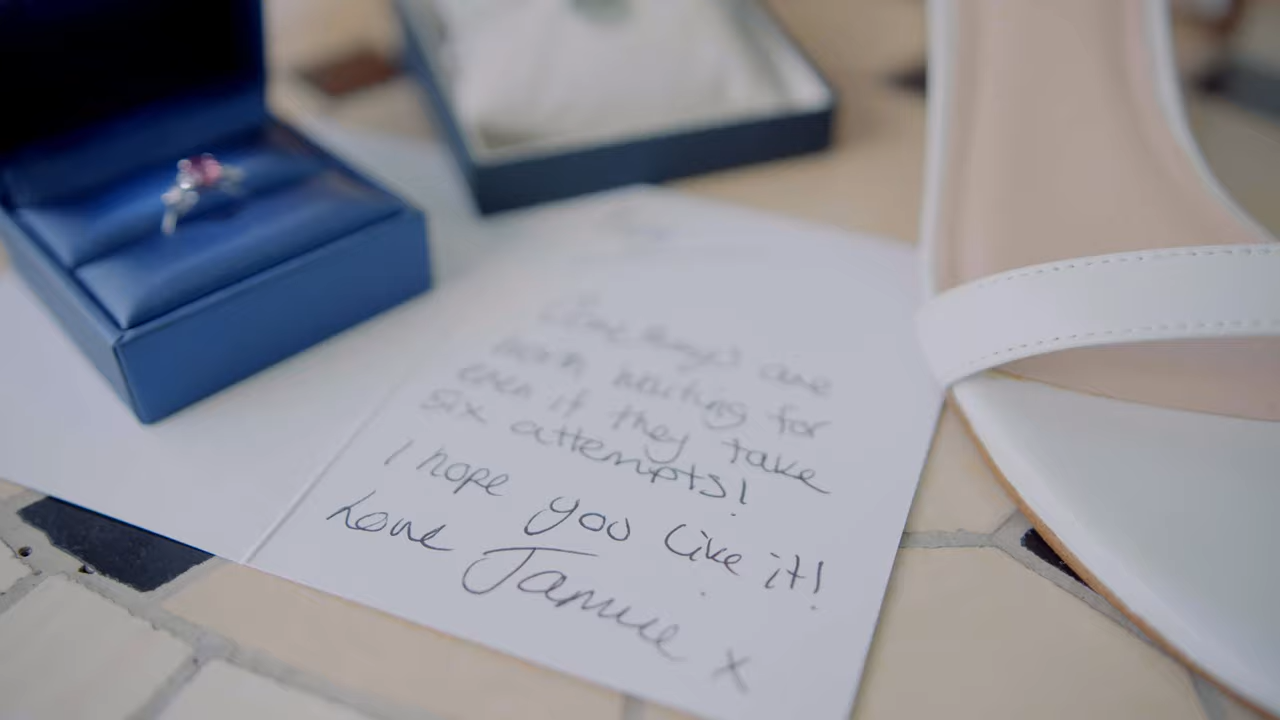 are
worth waiting for
even if they take
six attempts!
I hope you like it!
Love Jamie x